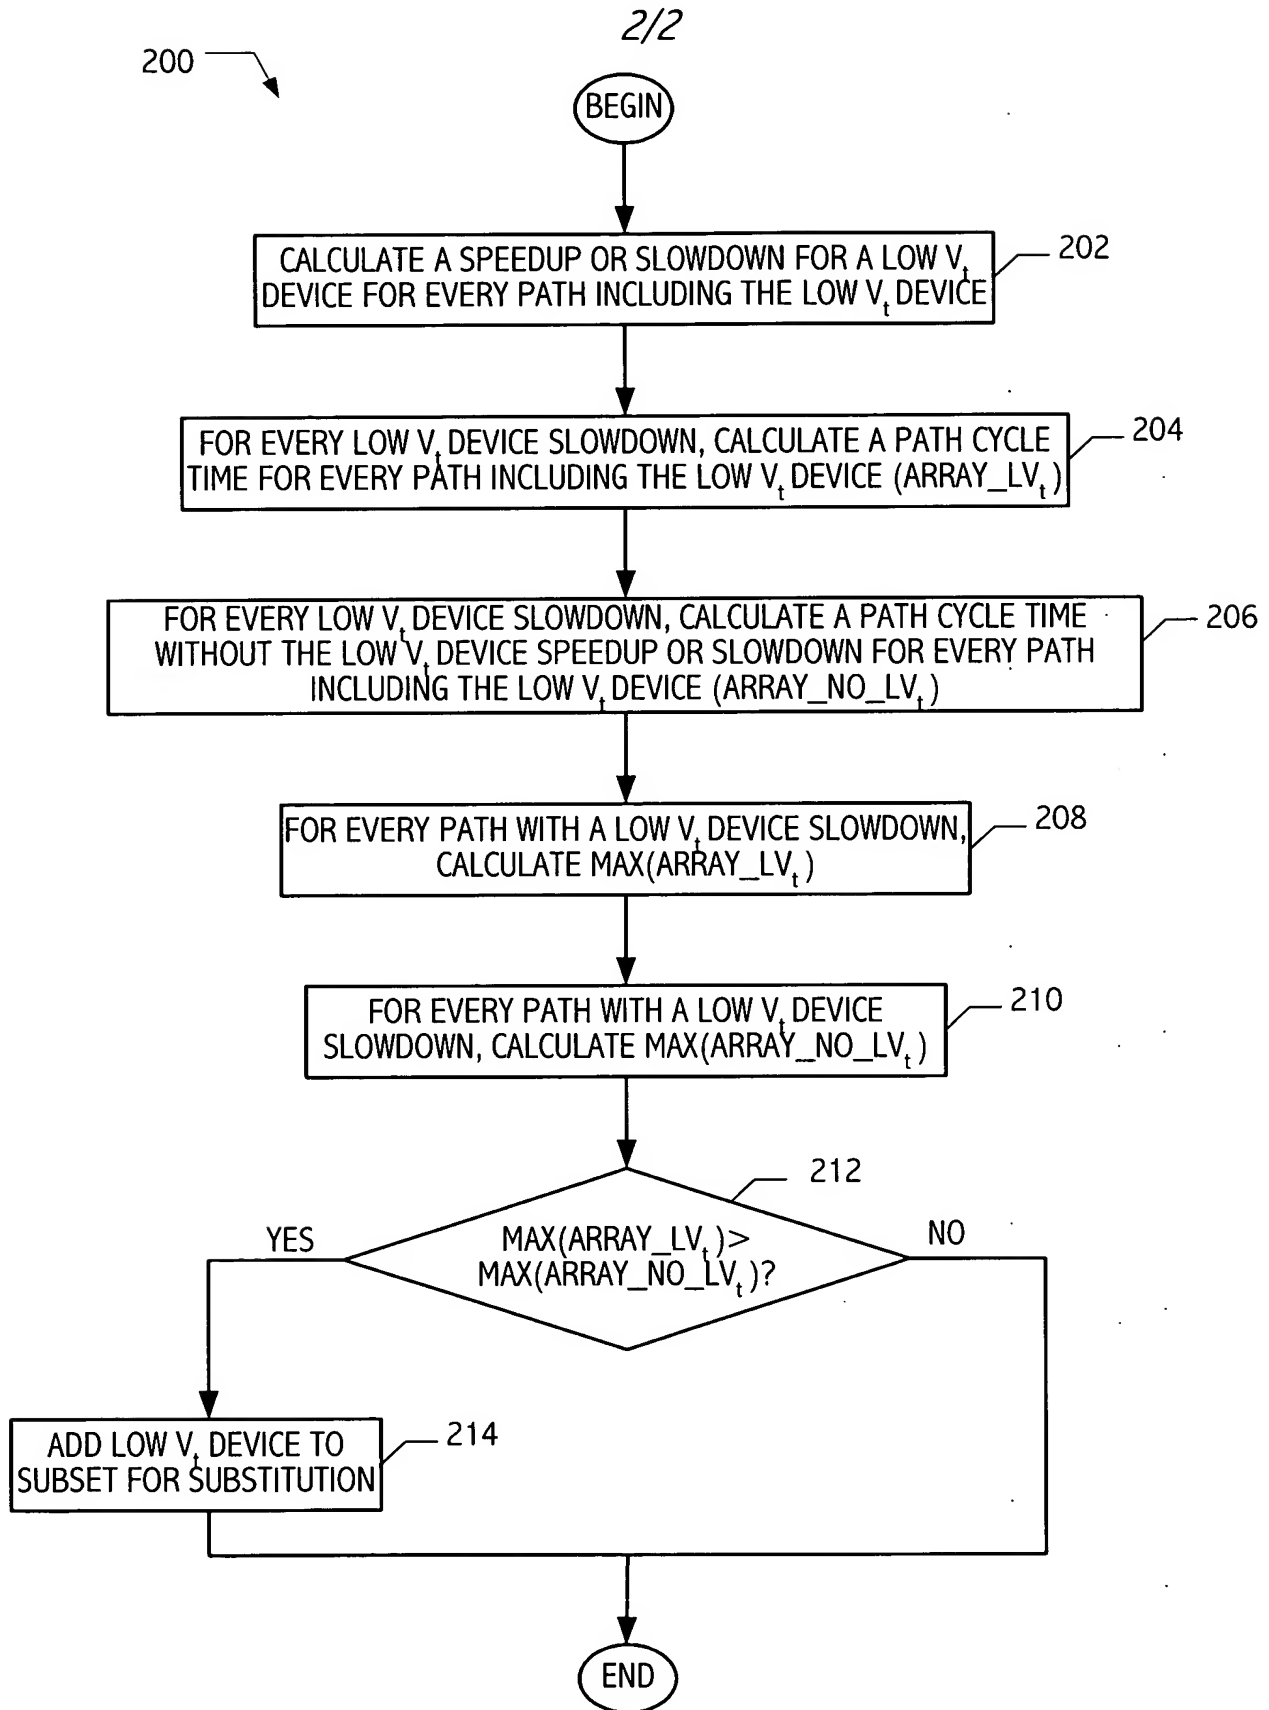 2/2
200
BEGIN
CALCULATE A SPEEDUP OR SLOWDOWN FOR A LOW Vt
DEVICE FOR EVERY PATH INCLUDING THE LOW Vt DEVICE
202
FOR EVERY LOW Vt DEVICE SLOWDOWN, CALCULATE A PATH CYCLE
TIME FOR EVERY PATH INCLUDING THE LOW Vt DEVICE (ARRAY_LVt)
204
FOR EVERY LOW Vt DEVICE SLOWDOWN, CALCULATE A PATH CYCLE TIME
WITHOUT THE LOW Vt DEVICE SPEEDUP OR SLOWDOWN FOR EVERY PATH
INCLUDING THE LOW Vt DEVICE (ARRAY_NO_LVt)
206
FOR EVERY PATH WITH A LOW Vt DEVICE SLOWDOWN,
CALCULATE MAX(ARRAY_LVt)
208
FOR EVERY PATH WITH A LOW Vt DEVICE
SLOWDOWN, CALCULATE MAX(ARRAY_NO_LVt)
210
212
YES
MAX(ARRAY_LVt)>
MAX(ARRAY_NO_LVt)?
NO
ADD LOW Vt DEVICE TO
SUBSET FOR SUBSTITUTION
214
END